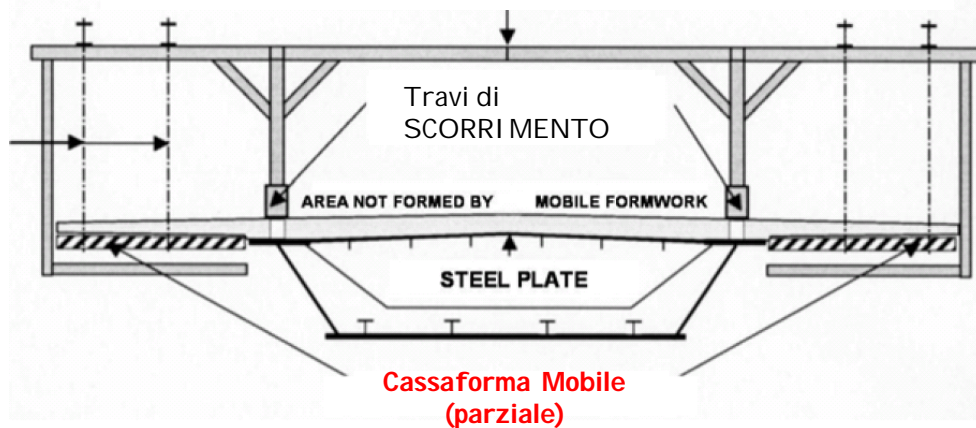 Travi di
SCORRIMENTO
AREA NOT FORMED BY MOBILE FORMWORK
STEEL PLATE
Cassaforma Mobile
(parziale)